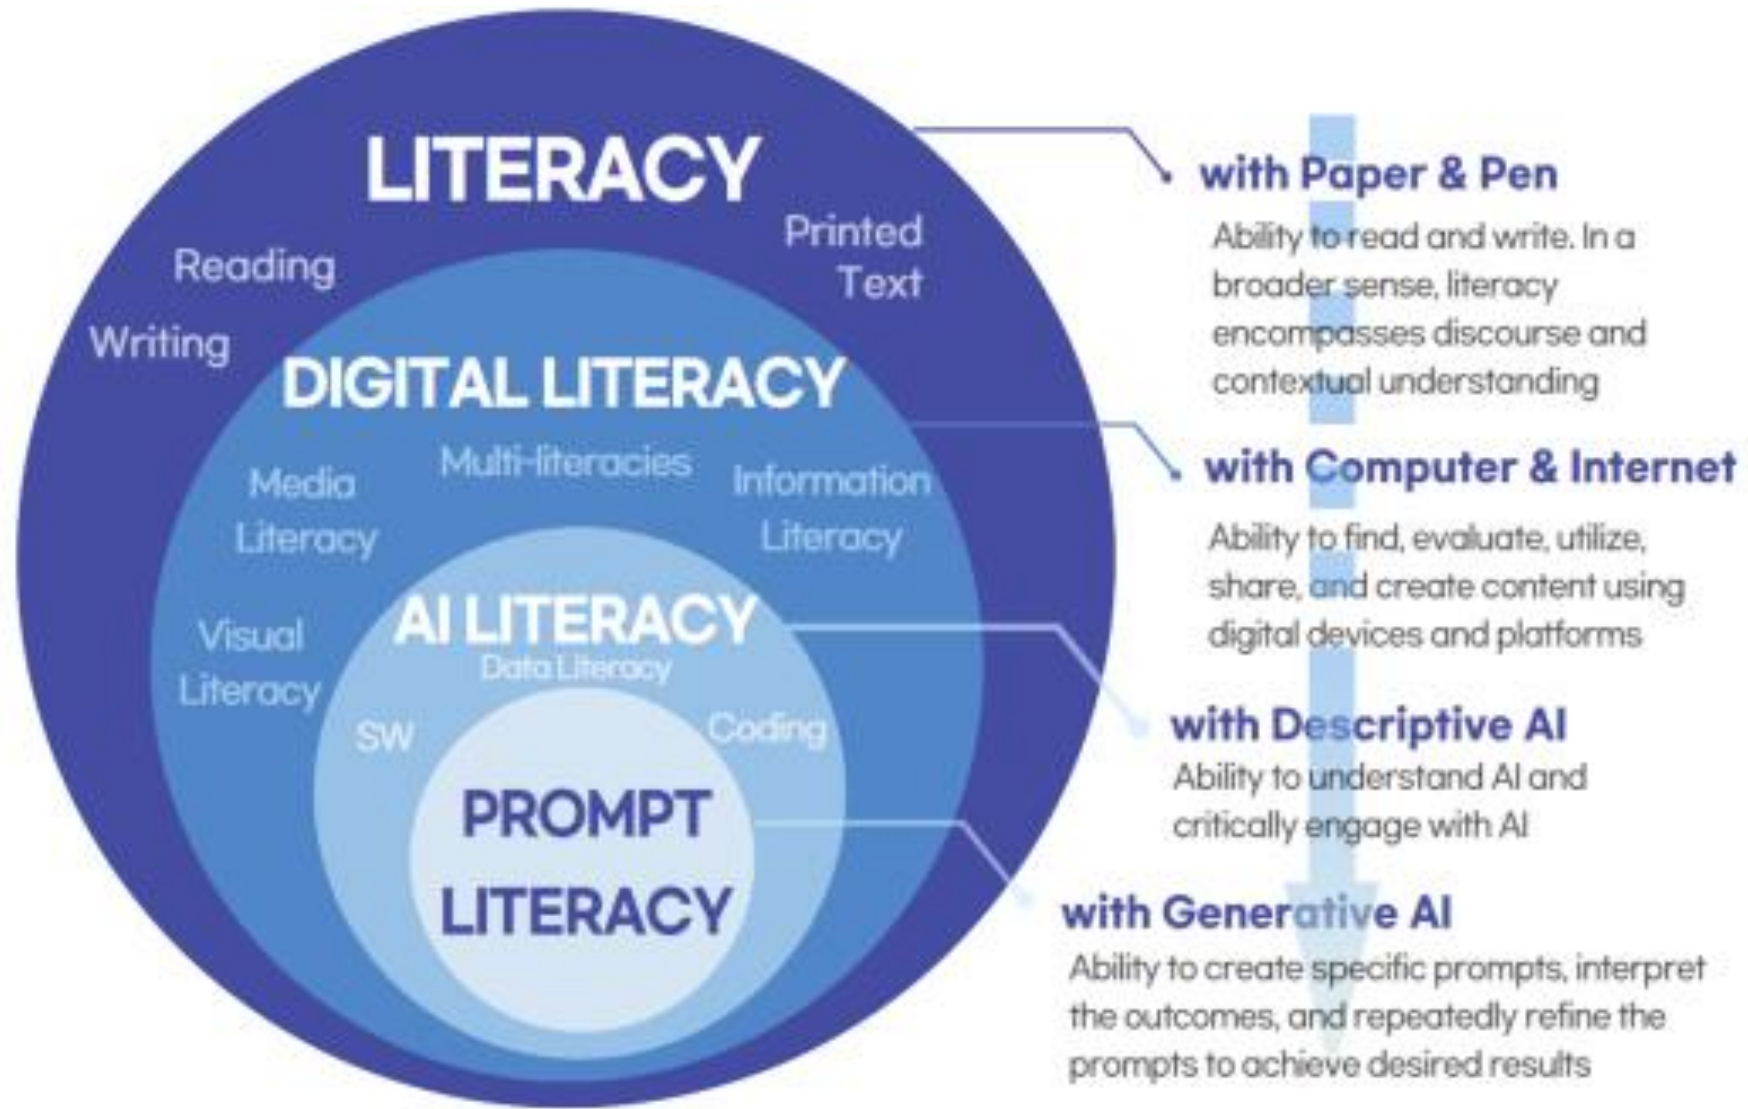 LITERACY
Reading
Writing
Printed
Text
DIGITAL LITERACY
Multi-literacies
Media
Literacy
Information
Literacy
Visual
Literacy
AI LITERACY
Data Literacy
SW
Coding
PROMPT
LITERACY
with Paper & Pen
Ability to read and write. In a
broader sense, literacy
encompasses discourse and
contextual understanding
with Computer & Internet
Ability to find, evaluate, utilize,
share, and create content using
digital devices and platforms
with Descriptive AI
Ability to understand AI and
critically engage with AI
with Generative AI
Ability to create specific prompts, interpret
the outcomes, and repeatedly refine the
prompts to achieve desired results